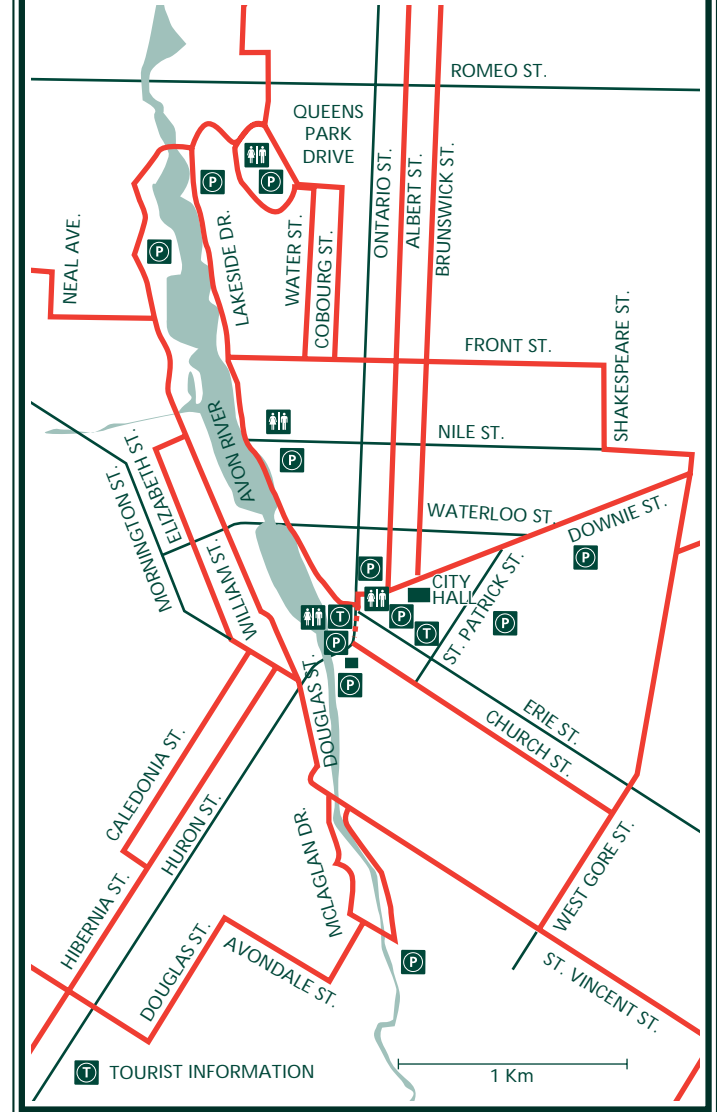 ROMEO ST.
QUEENS
PARK
DRIVE
P
P
P
NEAL AVE.
LAKESIDE DR.
WATER ST.
COBOURG ST.
ONTARIO ST.
ALBERT ST.
BRUNSWICK ST.
FRONT ST.
SHAKESPEARE ST.
AVON RIVER
P
NILE ST.
MORNINGTON ST.
ELIZABETH ST.
WILLIAM ST.
WATERLOO ST.
DOWNIE ST.
P
P
CITY
HALL
T
P
P
T
P
P
ST. PATRICK ST.
DOUGLAS ST.
ERIE ST.
CHURCH ST.
CALEDONIA ST.
HURON ST.
HIBERNIA ST.
MCLAGLAN DR.
WEST GORE ST.
DOUGLAS ST.
AVONDALE ST.
P
ST. VINCENT ST.
T TOURIST INFORMATION
1 Km